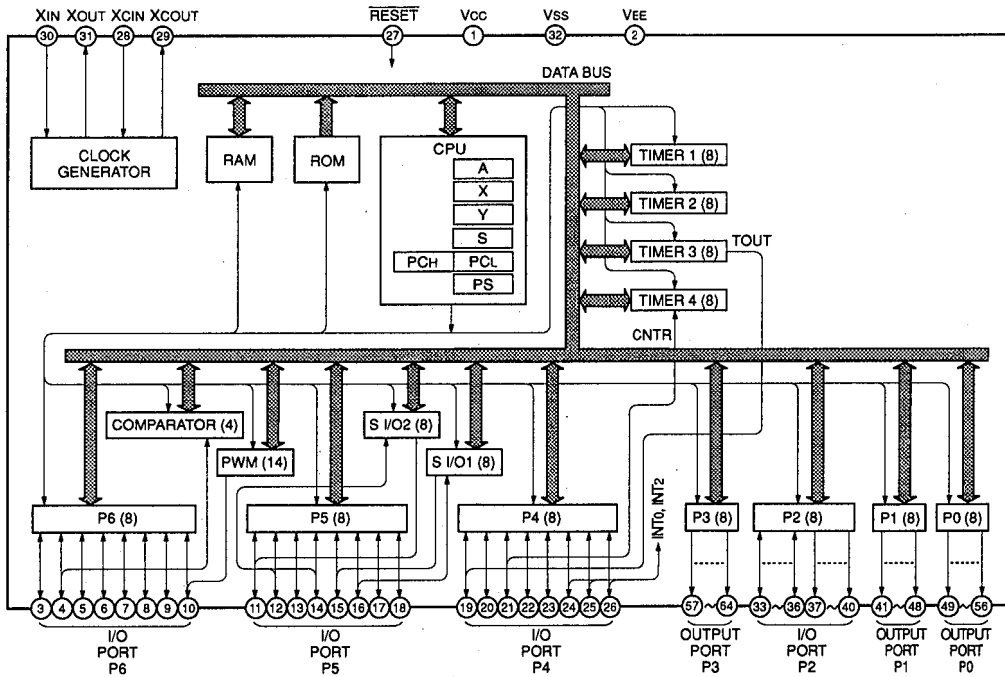 XIN XOUT XCIN XCOUT RESET VCC VSS VEE
30 31 28 29 27 1 32 2
DATA BUS
CLOCK
GENERATOR
RAM
ROM
CPU
A
X
Y
S
PCH PCL
PS
TIMER 1 (8)
TIMER 2 (8)
TIMER 3 (8)
TOUT
TIMER 4 (8)
CNTR
COMPARATOR (4)
PWM (14)
S I/O2 (8)
S I/O1 (8)
INT0, INT2
P6 (8)
P5 (8)
P4 (8)
P3 (8)
P2 (8)
P1 (8)
P0 (8)
3 4 5 6 7 8 9 10
11 12 13 14 15 16 17 18
19 20 21 22 23 24 25 26
57 ~ 64
33 ~ 36 37 ~ 40
41 ~ 48
49 ~ 56
I/O
PORT
P6
I/O
PORT
P5
I/O
PORT
P4
OUTPUT
PORT
P3
I/O
PORT
P2
OUTPUT
PORT
P1
OUTPUT
PORT
P0